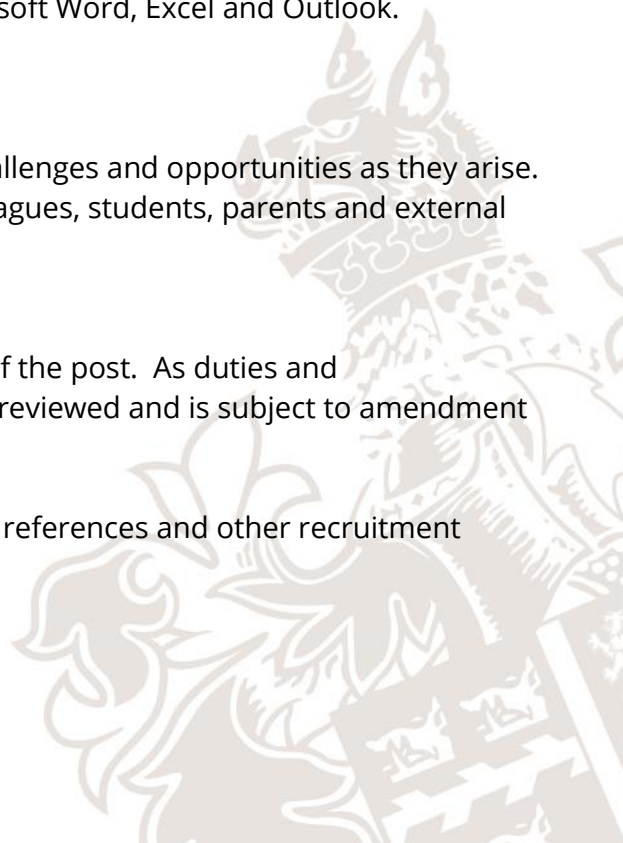 soft Word, Excel and Outlook.
allenges and opportunities as they arise.
agues, students, parents and external
f the post.  As duties and
reviewed and is subject to amendment
references and other recruitment